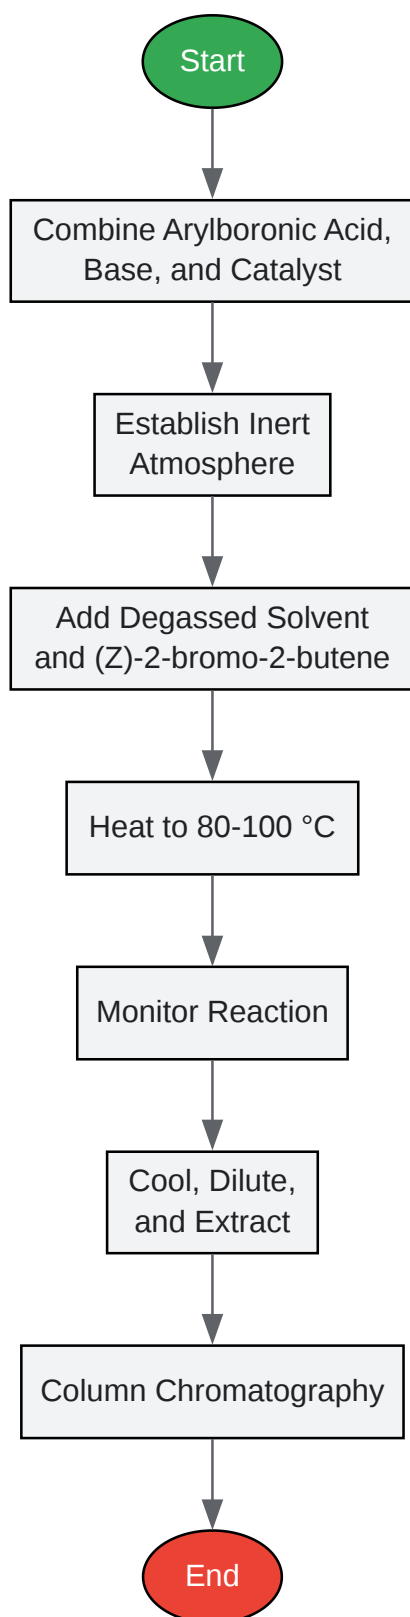 Start
Combine Arylboronic Acid,
Base, and Catalyst
Establish Inert
Atmosphere
Add Degassed Solvent
and (Z)-2-bromo-2-butene
Heat to 80-100 °C
Monitor Reaction
Cool, Dilute,
and Extract
Column Chromatography
End